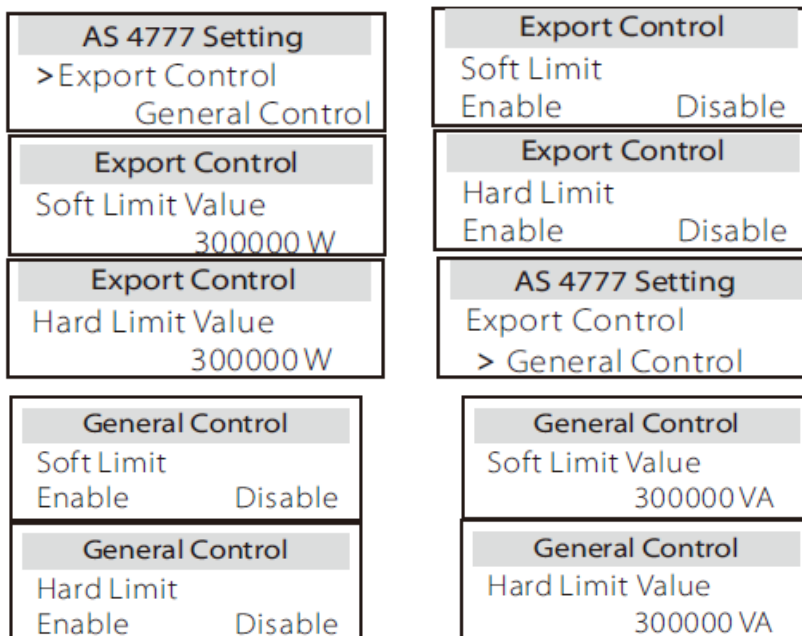 AS 4777 Setting
>Export Control
General Control
Export Control
Soft Limit
Enable Disable
Export Control
Soft Limit Value
300000 W
Export Control
Hard Limit
Enable Disable
Export Control
Hard Limit Value
300000 W
AS 4777 Setting
Export Control
> General Control
General Control
Soft Limit
Enable Disable
General Control
Soft Limit Value
300000 VA
General Control
Hard Limit
Enable Disable
General Control
Hard Limit Value
300000 VA